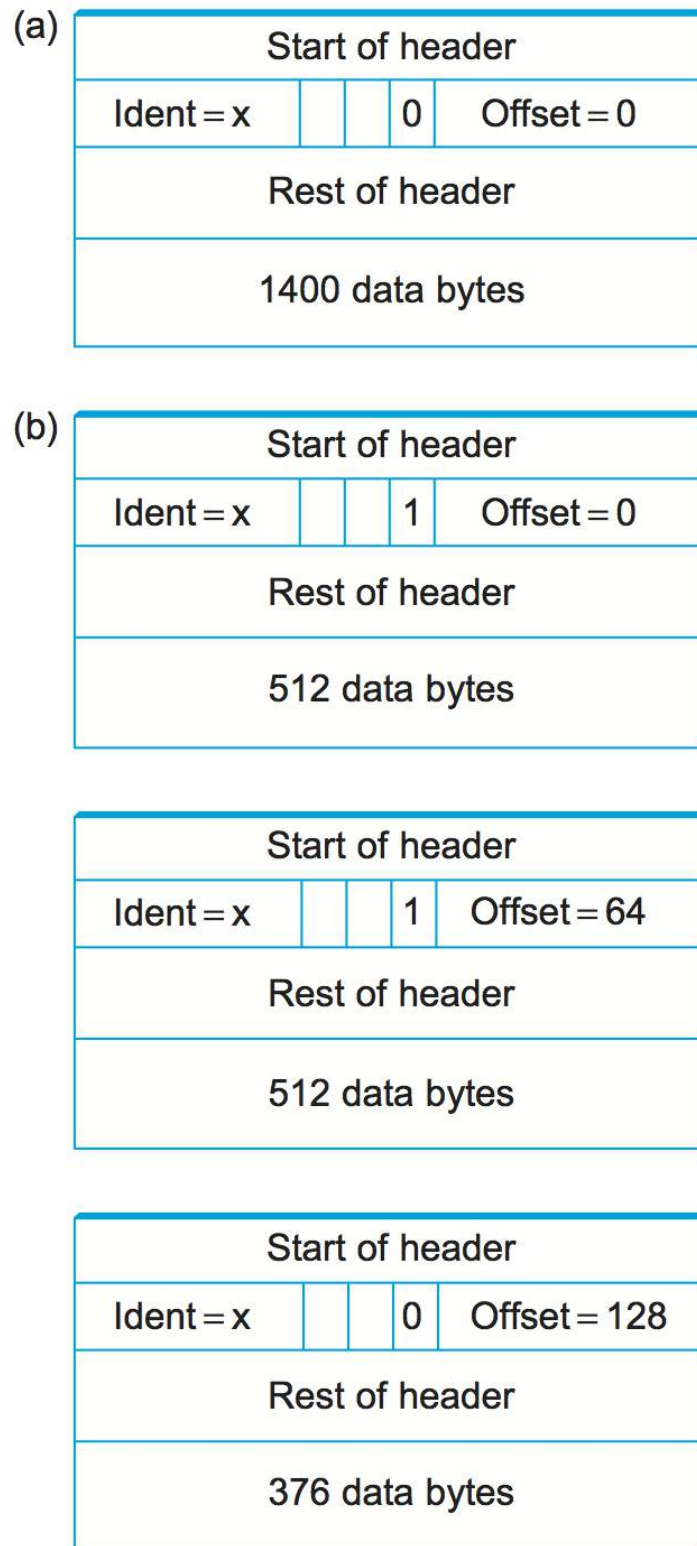 (a)
Start of header
Ident = x 0 Offset = 0
Rest of header
1400 data bytes
(b)
Start of header
Ident = x 1 Offset = 0
Rest of header
512 data bytes
Start of header
Ident = x 1 Offset = 64
Rest of header
512 data bytes
Start of header
Ident = x 0 Offset = 128
Rest of header
376 data bytes